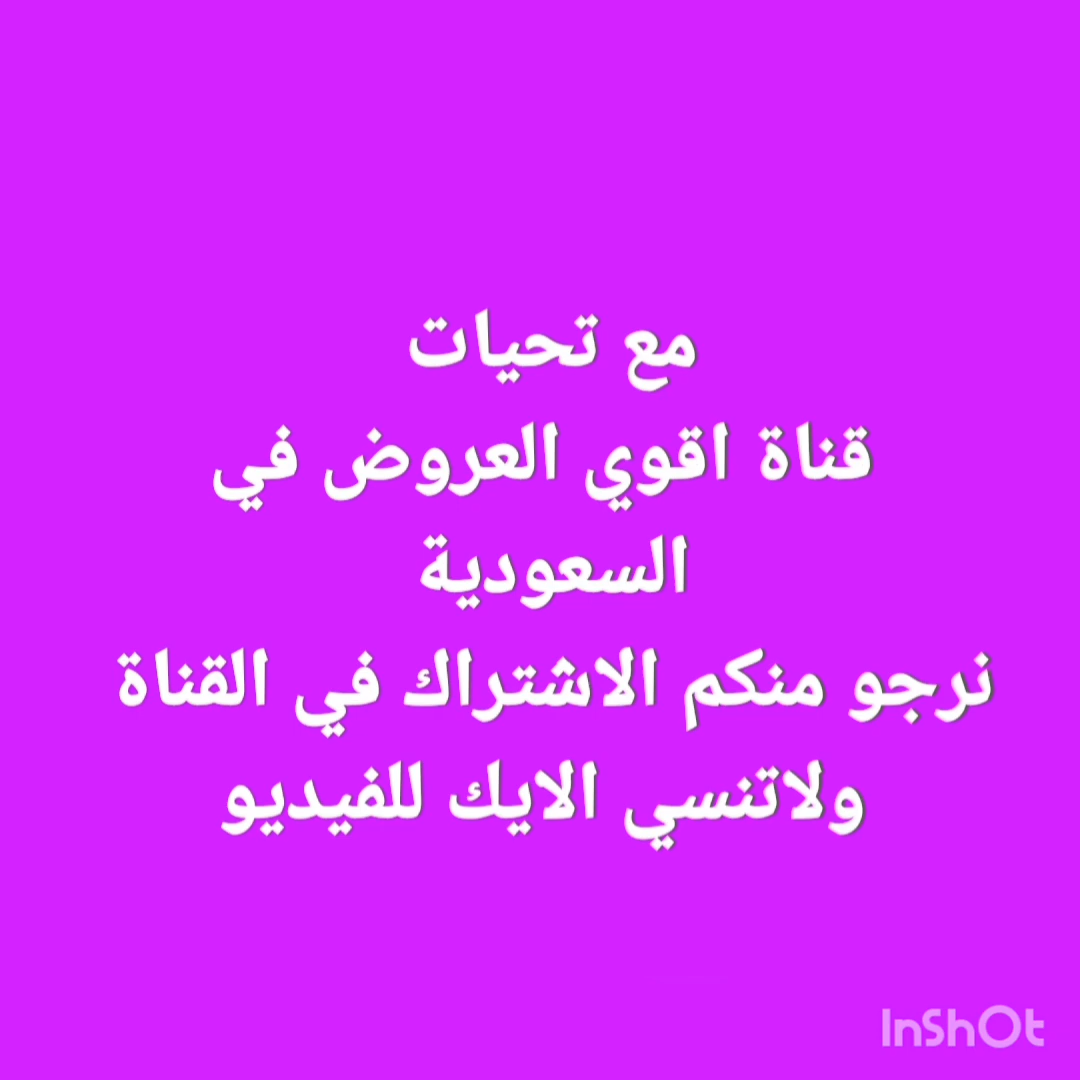 مع تحيات
قناة اقوي العروض في
السعودية
نرجو منكم الاشتراك في القناة
ولاتنسي الايك للفيديو
InShOt